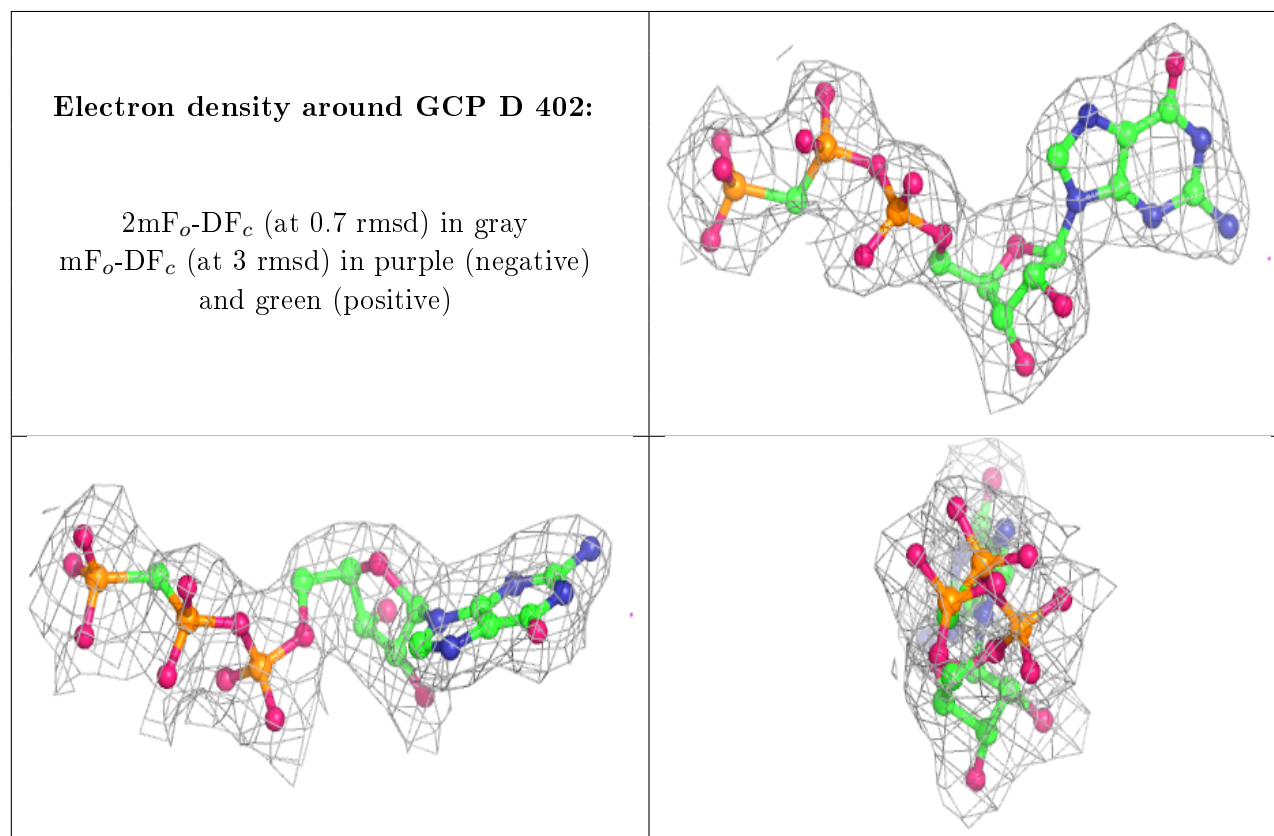 Electron density around GCP D 402:
2mFo-DFc (at 0.7 rmsd) in gray
mFo-DFc (at 3 rmsd) in purple (negative)
and green (positive)